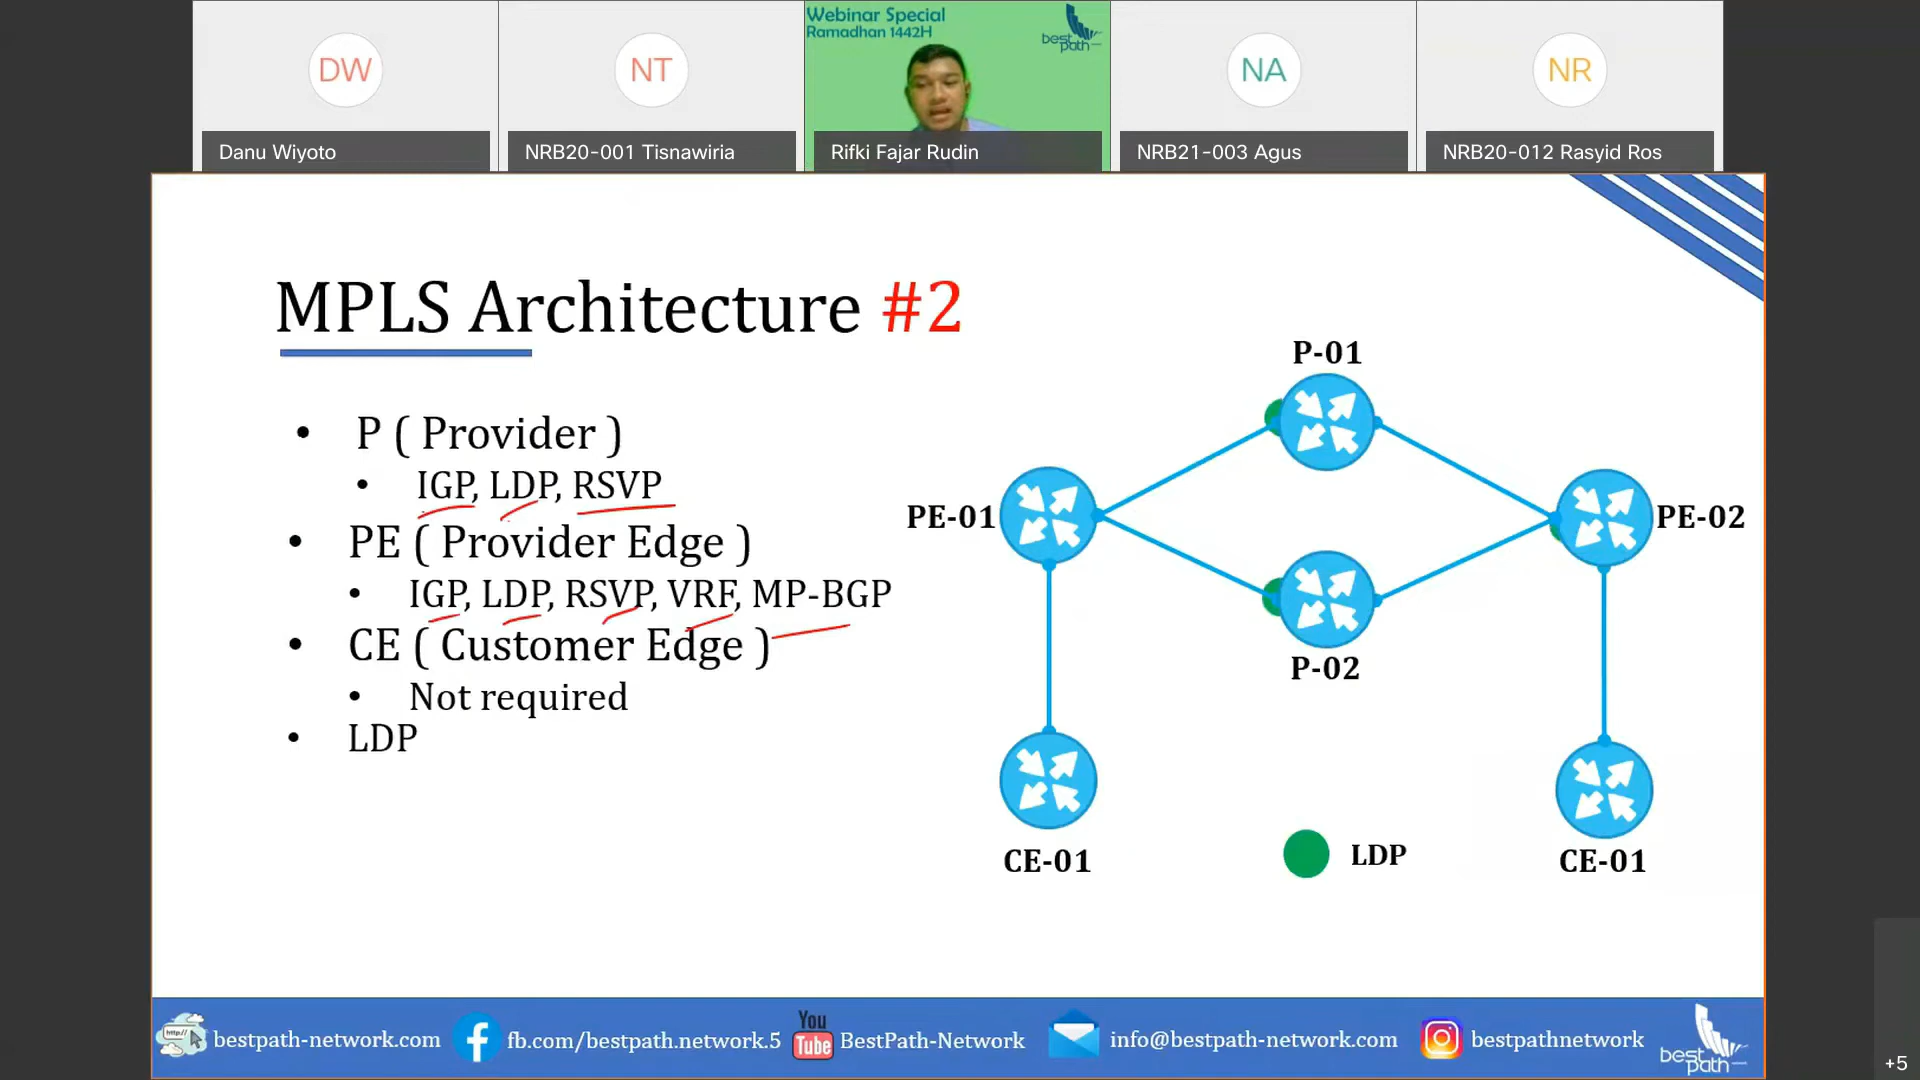 DW
NT
Webinar Special
Ramadhan 1442H
best
path
NA
NR
Danu Wiyoto
NRB20-001 Tisnawiria
Rifki Fajar Rudin
NRB21-003 Agus
NRB20-012 Rasyid Ros
MPLS Architecture #2
• P ( Provider )
• IGP, LDP, RSVP
• PE ( Provider Edge )
• IGP, LDP, RSVP, VRF, MP-BGP
• CE ( Customer Edge )
• Not required
• LDP
P-01
PE-01
PE-02
P-02
CE-01
LDP
CE-01
http://
bestpath-network.com
fb.com/bestpath.network.5
You
Tube
BestPath-Network
info@bestpath-network.com
bestpathnetwork
best
path
+5